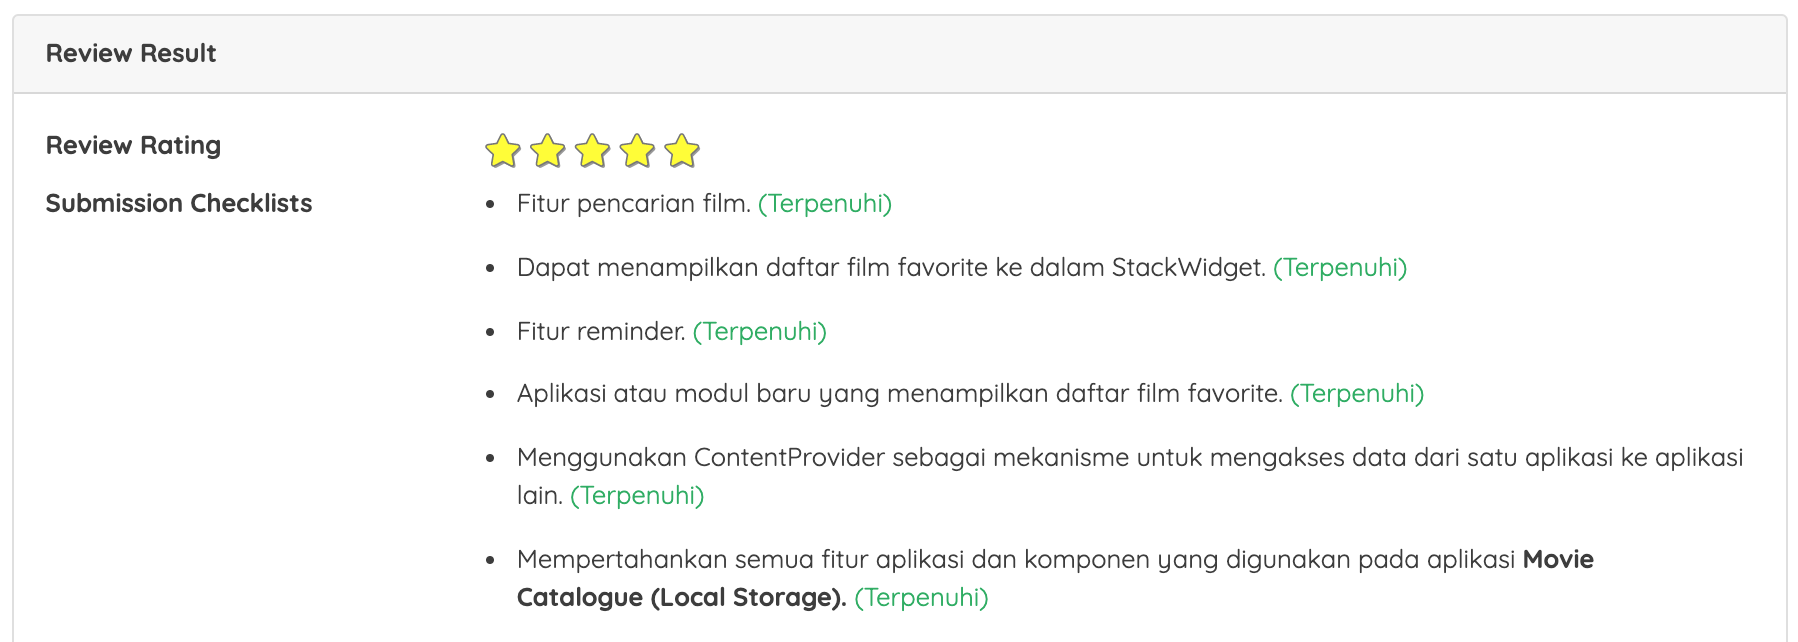 Review Result
Review Rating
Submission Checklists
• Fitur pencarian film. (Terpenuhi)
• Dapat menampilkan daftar film favorite ke dalam StackWidget. (Terpenuhi)
• Fitur reminder. (Terpenuhi)
• Aplikasi atau modul baru yang menampilkan daftar film favorite. (Terpenuhi)
• Menggunakan ContentProvider sebagai mekanisme untuk mengakses data dari satu aplikasi ke aplikasi
lain. (Terpenuhi)
• Mempertahankan semua fitur aplikasi dan komponen yang digunakan pada aplikasi Movie
Catalogue (Local Storage). (Terpenuhi)